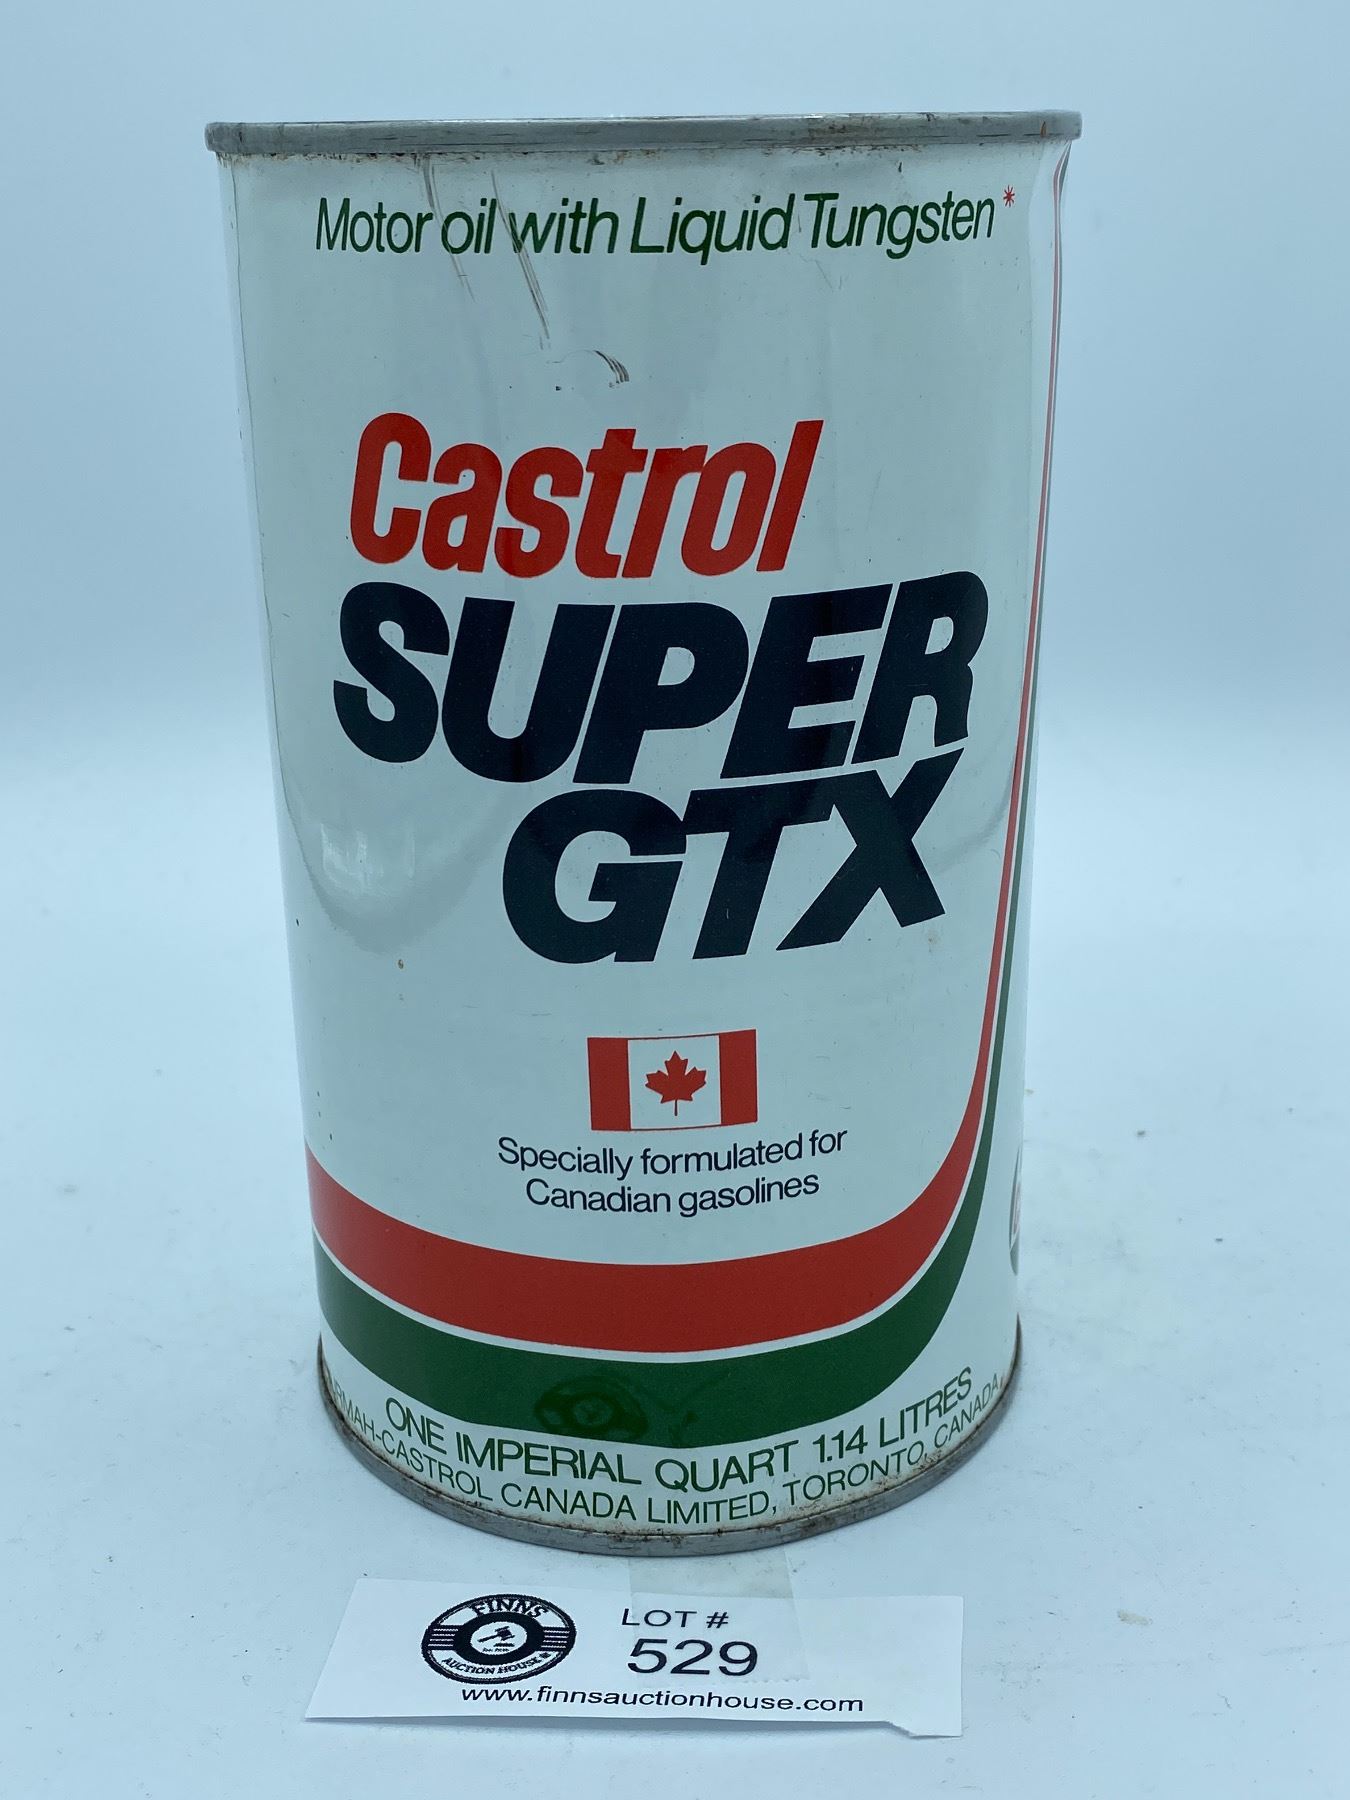 Motor oil with Liquid Tungsten*
Castrol
SUPER
GTX
Specially formulated for
Canadian gasolines
ONE IMPERIAL QUART 1.14 LITRES
CASTROL CANADA LIMITED, TORONTO, CANADA
FINNS
AUCTION HOUSE
LOT #
529
www.finnsauctionhouse.com